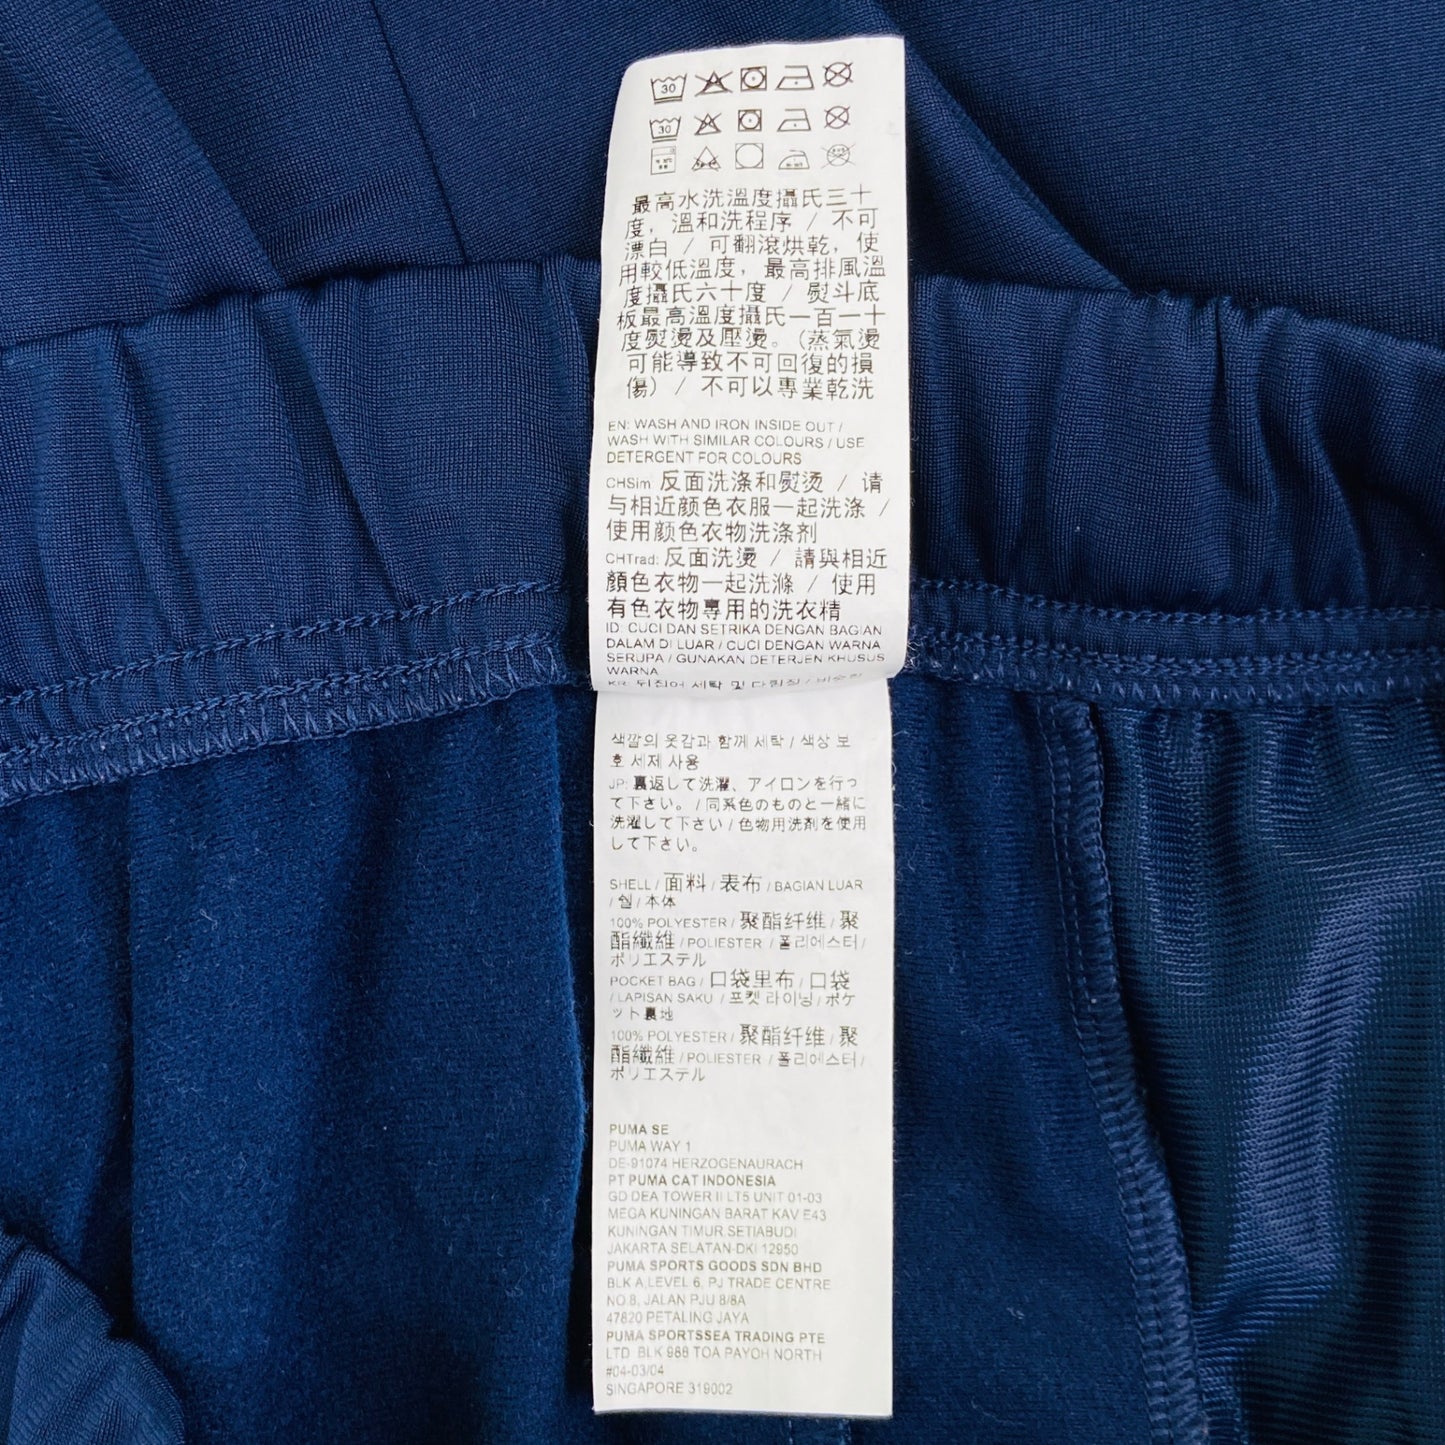 30
30
最高水洗溫度攝氏三十
度，溫和洗程序 / 不可
漂白 / 可翻滾烘乾，使
用較低溫度，最高排風溫
度攝氏六十度 / 熨斗底
板最高溫度攝氏一百一十
度熨燙及壓燙。(蒸氣燙
可能導致不可回復的損
傷) / 不可以專業乾洗
EN: WASH AND IRON INSIDE OUT /
WASH WITH SIMILAR COLOURS / USE
DETERGENT FOR COLOURS
CHSim: 反面洗涤和熨烫 / 请
与相近颜色衣服一起洗涤 /
使用颜色衣物洗涤剂
CHTrad: 反面洗燙 / 請與相近
顏色衣物一起洗滌 / 使用
有色衣物專用的洗衣精
ID: CUCI DAN SETRIKA DENGAN BAGIAN
DALAM DI LUAR / CUCI DENGAN WARNA
SERUPA / GUNAKAN DETERJEN KHUSUS
WARNA
KR: 뒤집어 세탁 및 다림질 / 비슷한
색깔의 옷감과 함께 세탁 / 색상 보
호 세제 사용
JP: 裏返して洗濯、アイロンを行っ
て下さい。/ 同系色のものと一緒に
洗濯して下さい / 色物用洗剤を使用
して下さい。
SHELL / 面料 / 表布 / BAGIAN LUAR
/ 쉘 / 本体
100% POLYESTER / 聚酯纤维 / 聚
酯纖維 / POLIESTER / 폴리에스터 /
ポリエステル
POCKET BAG / 口袋里布 / 口袋
/ LAPISAN SAKU / 포켓 라이닝 / ポケ
ット裏地
100% POLYESTER / 聚酯纤维 / 聚
酯纖維 / POLIESTER / 폴리에스터 /
ポリエステル
PUMA SE
PUMA WAY 1
DE-91074 HERZOGENAURACH
PT PUMA CAT INDONESIA
GD DEA TOWER II LT5 UNIT 01-03
MEGA KUNINGAN BARAT KAV E43
KUNINGAN TIMUR.SETIABUDI
JAKARTA SELATAN-DKI 12950
PUMA SPORTS GOODS SDN BHD
BLK A,LEVEL 6, PJ TRADE CENTRE
NO.8, JALAN PJU 8/8A
47820 PETALING JAYA
PUMA SPORTSSEA TRADING PTE
LTD. BLK 988 TOA PAYOH NORTH
#04-03/04
SINGAPORE 319002